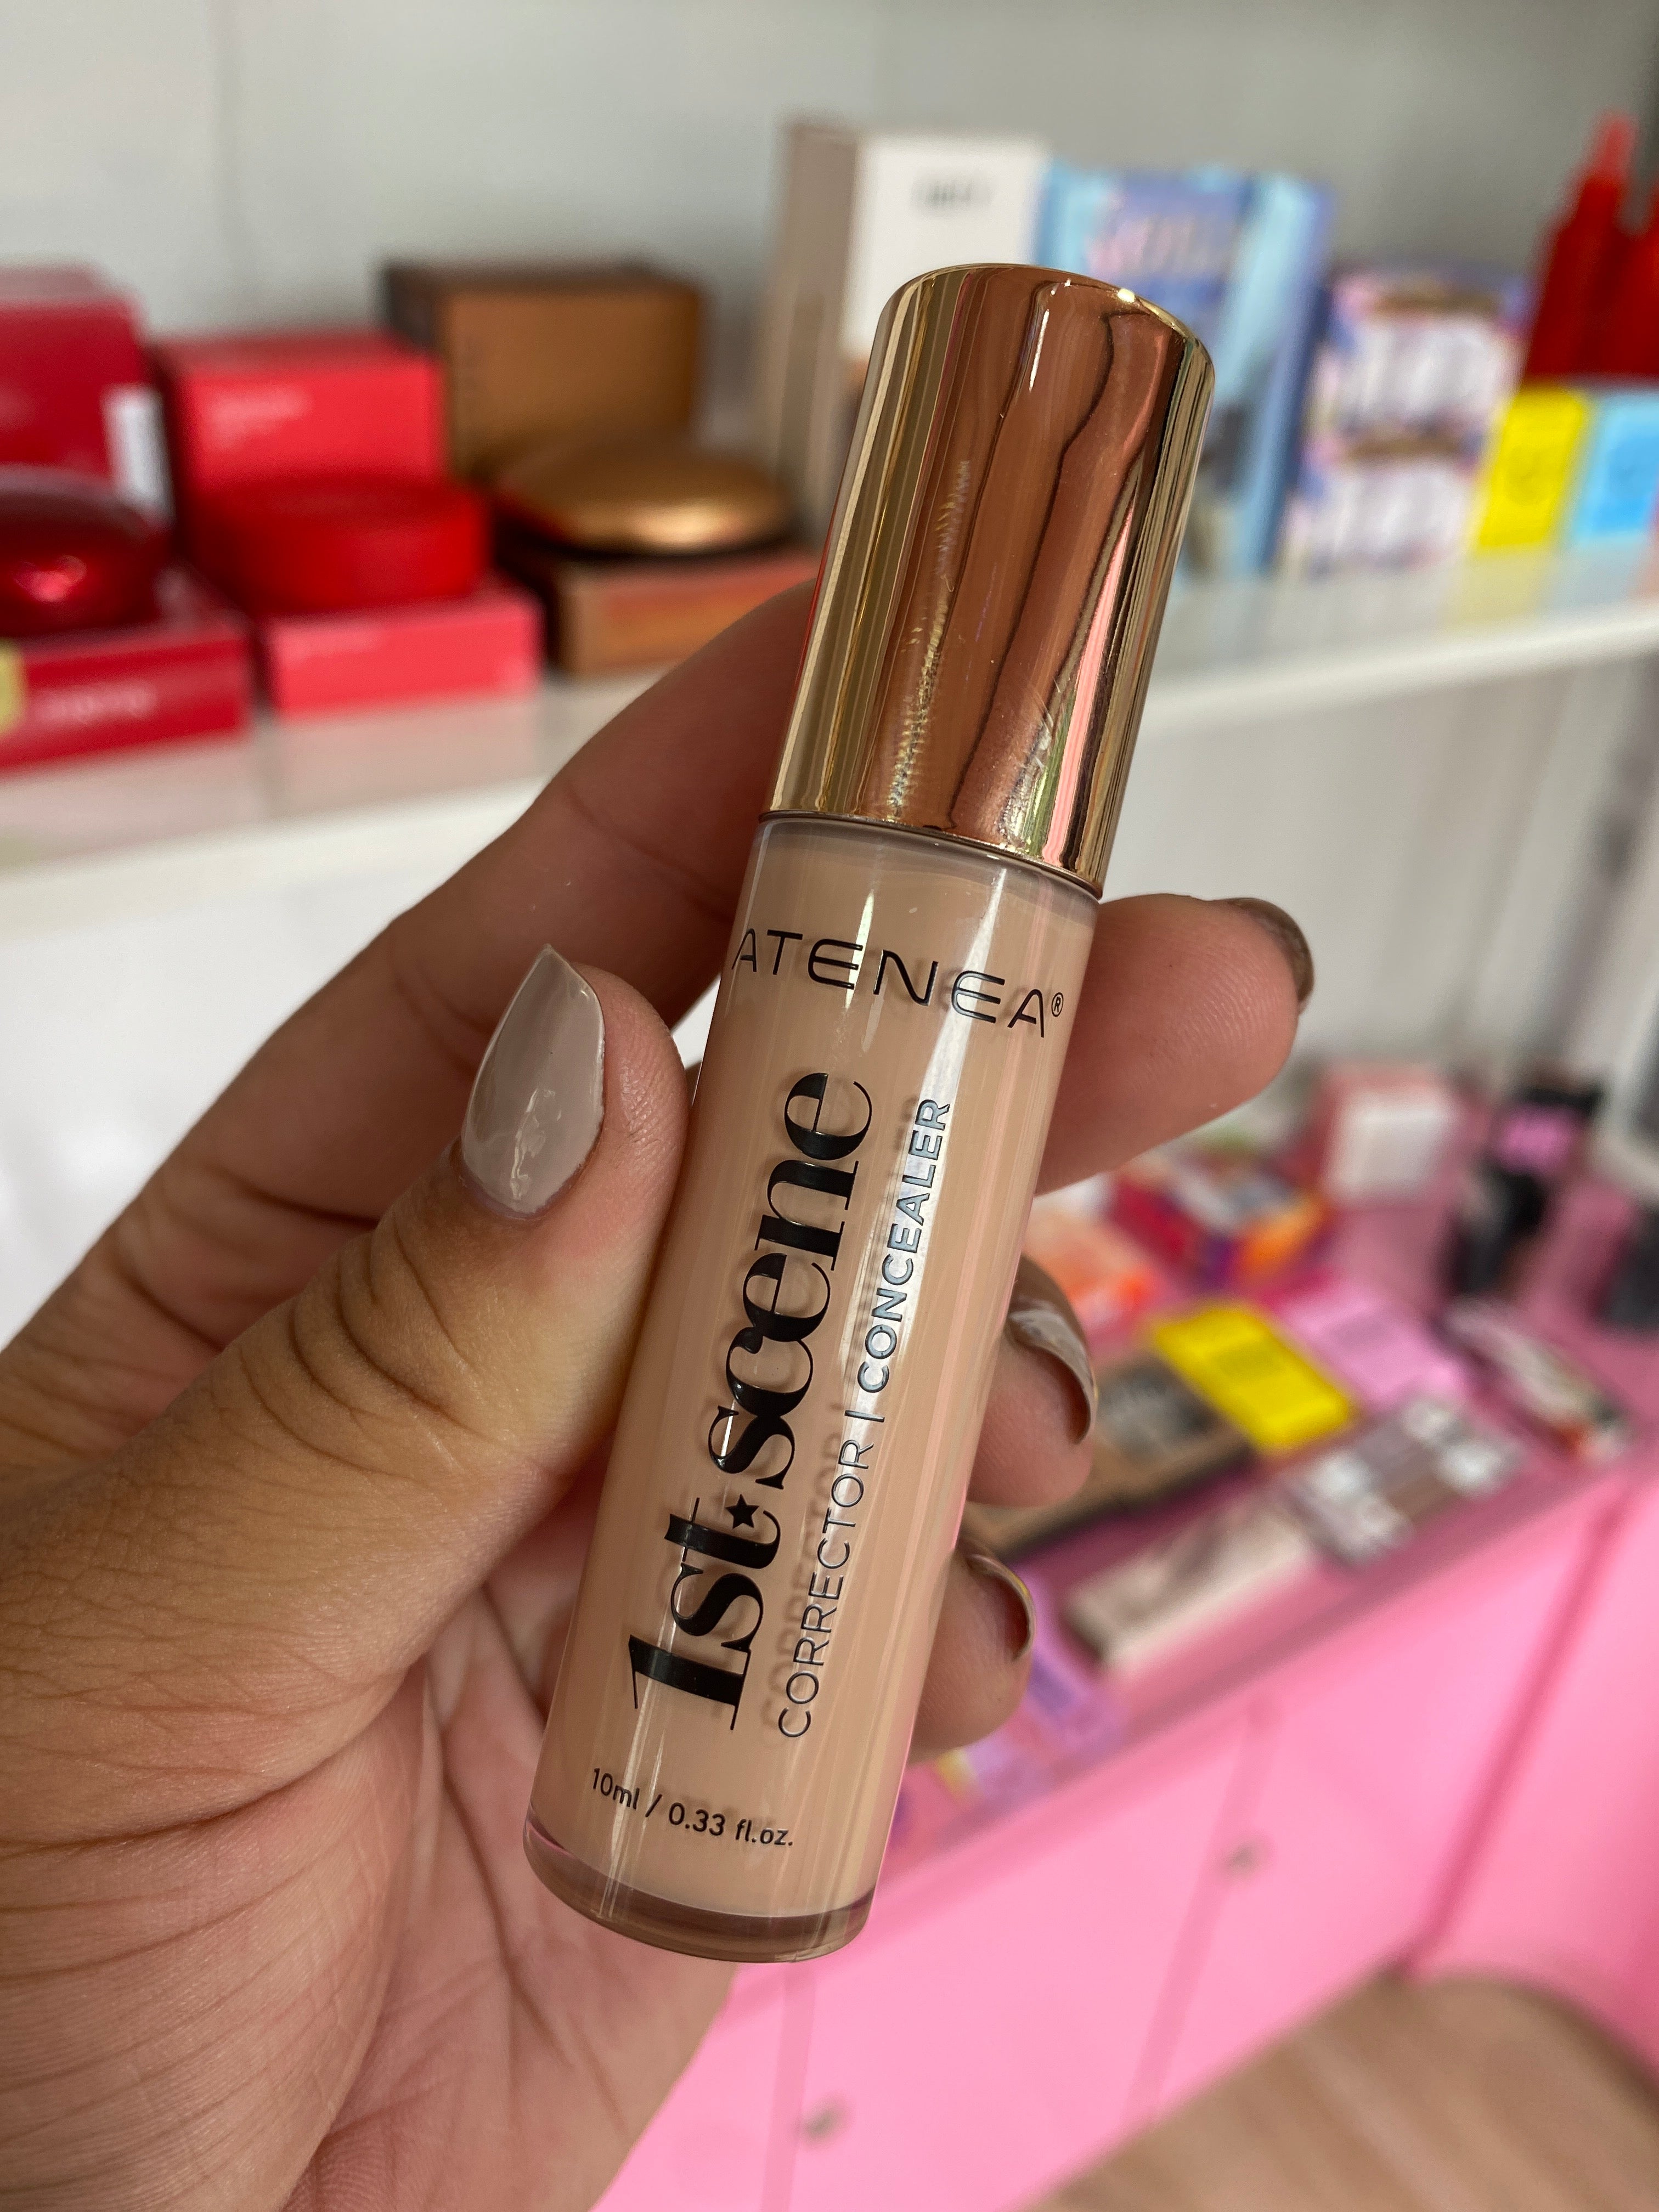 ATENEA®
1st★scene
CORRECTOR | CONCEALER
10ml / 0.33 fl.oz.